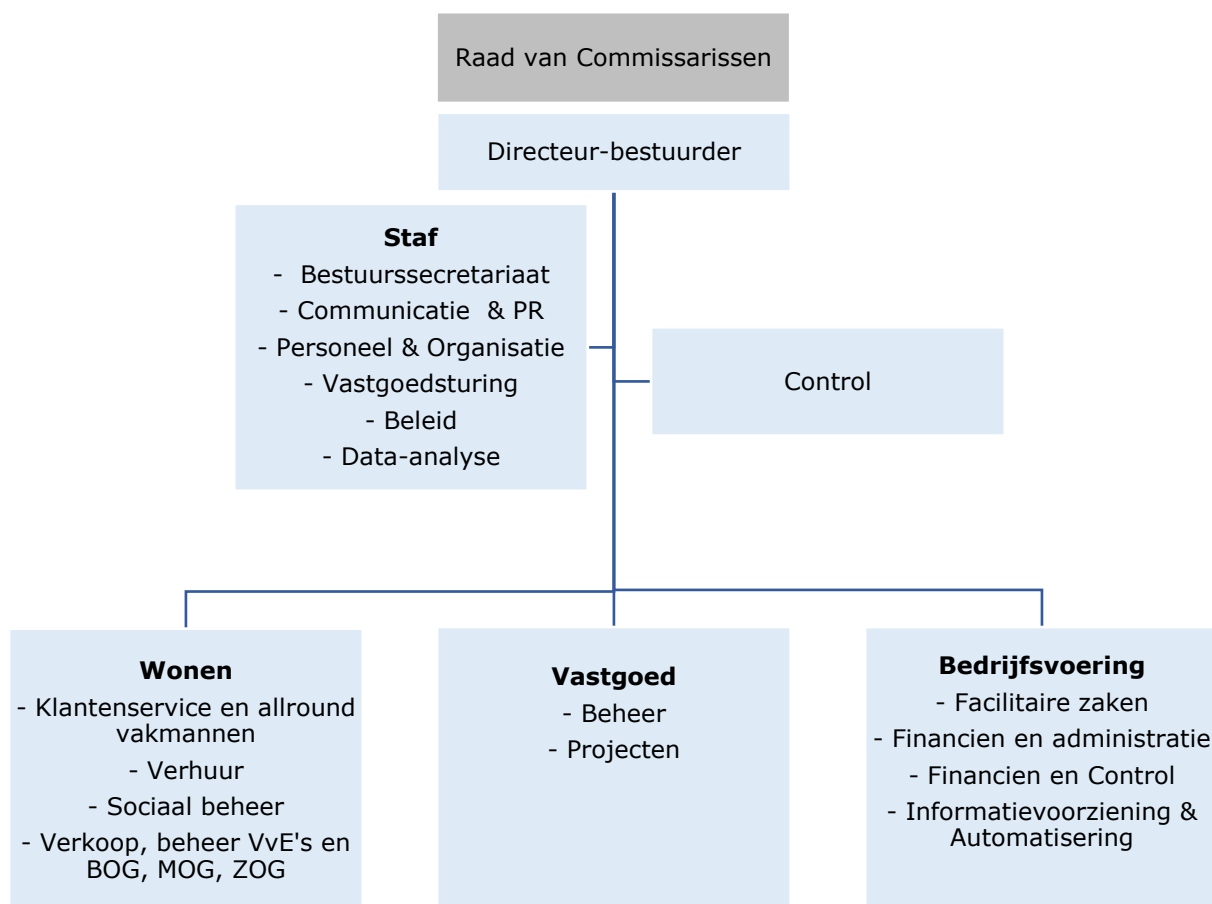 Raad van Commissarissen
Directeur-bestuurder
Staf
- Bestuurssecretariaat
- Communicatie & PR
- Personeel & Organisatie
- Vastgoedsturing
- Beleid
- Data-analyse
Control
Wonen
- Klantenservice en allround
vakmannen
- Verhuur
- Sociaal beheer
- Verkoop, beheer VvE's en
BOG, MOG, ZOG
Vastgoed
- Beheer
- Projecten
Bedrijfsvoering
- Facilitaire zaken
- Financien en administratie
- Financien en Control
- Informatievoorziening &
Automatisering